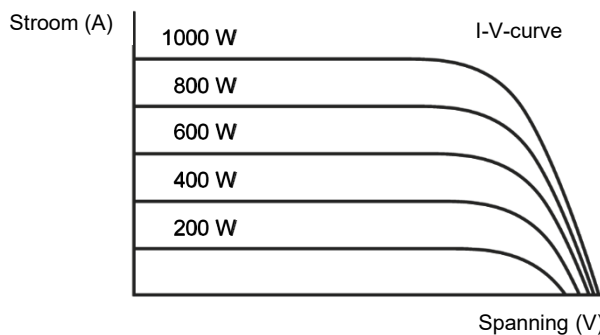 Stroom (A)
I-V-curve
1000 W
800 W
600 W
400 W
200 W
Spanning (V)